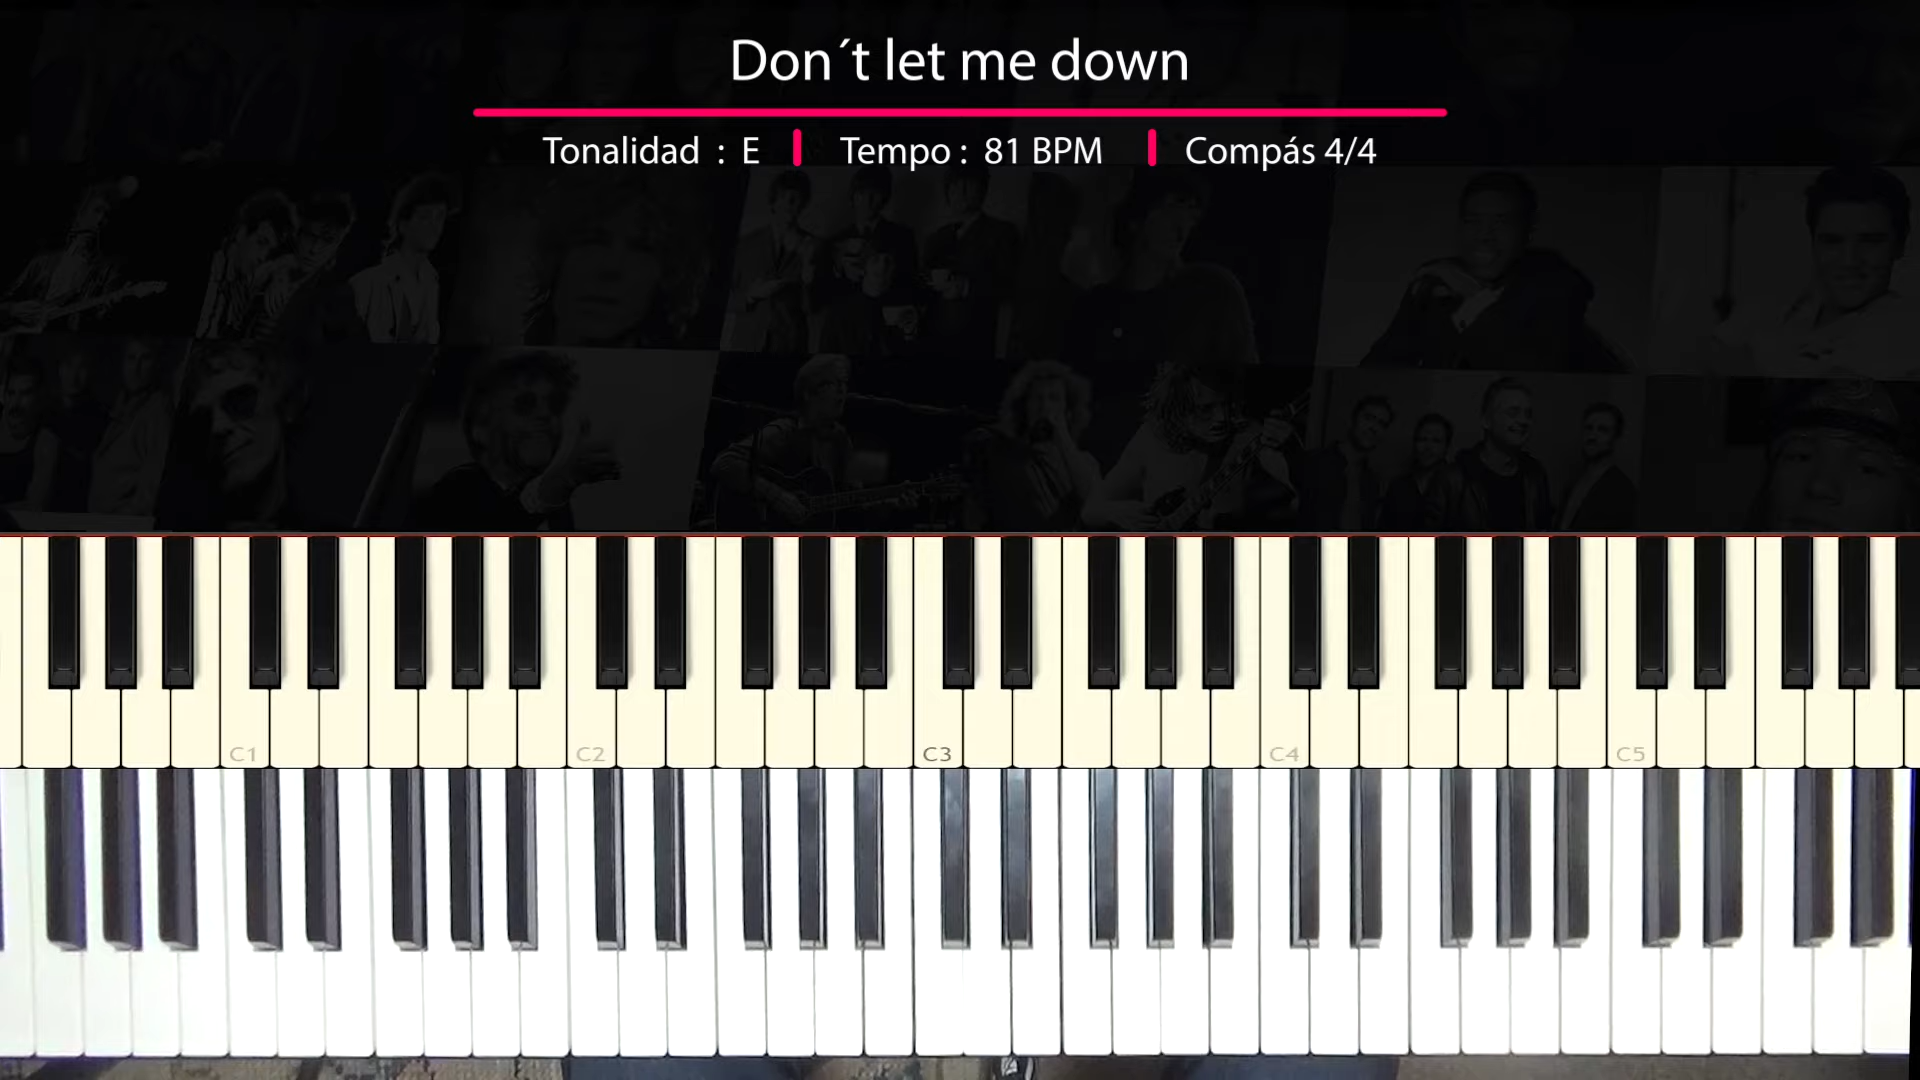 Don´t let me down
Tonalidad : E | Tempo : 81 BPM | Compás 4/4
C1 C2 C3 C4 C5